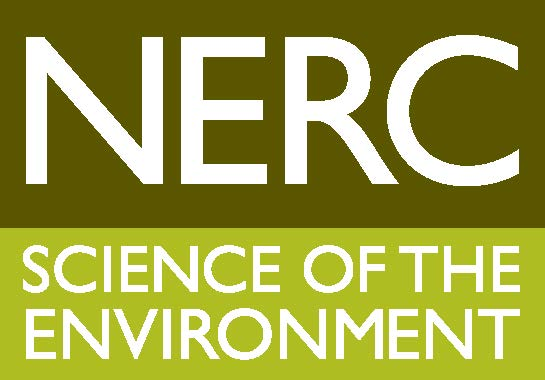 NERC
SCIENCE OF THE
ENVIRONMENT